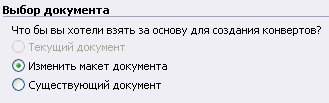 Выбор документа
Что бы вы хотели взять за основу для создания конвертов?
Текущий документ
Изменить макет документа
Существующий документ